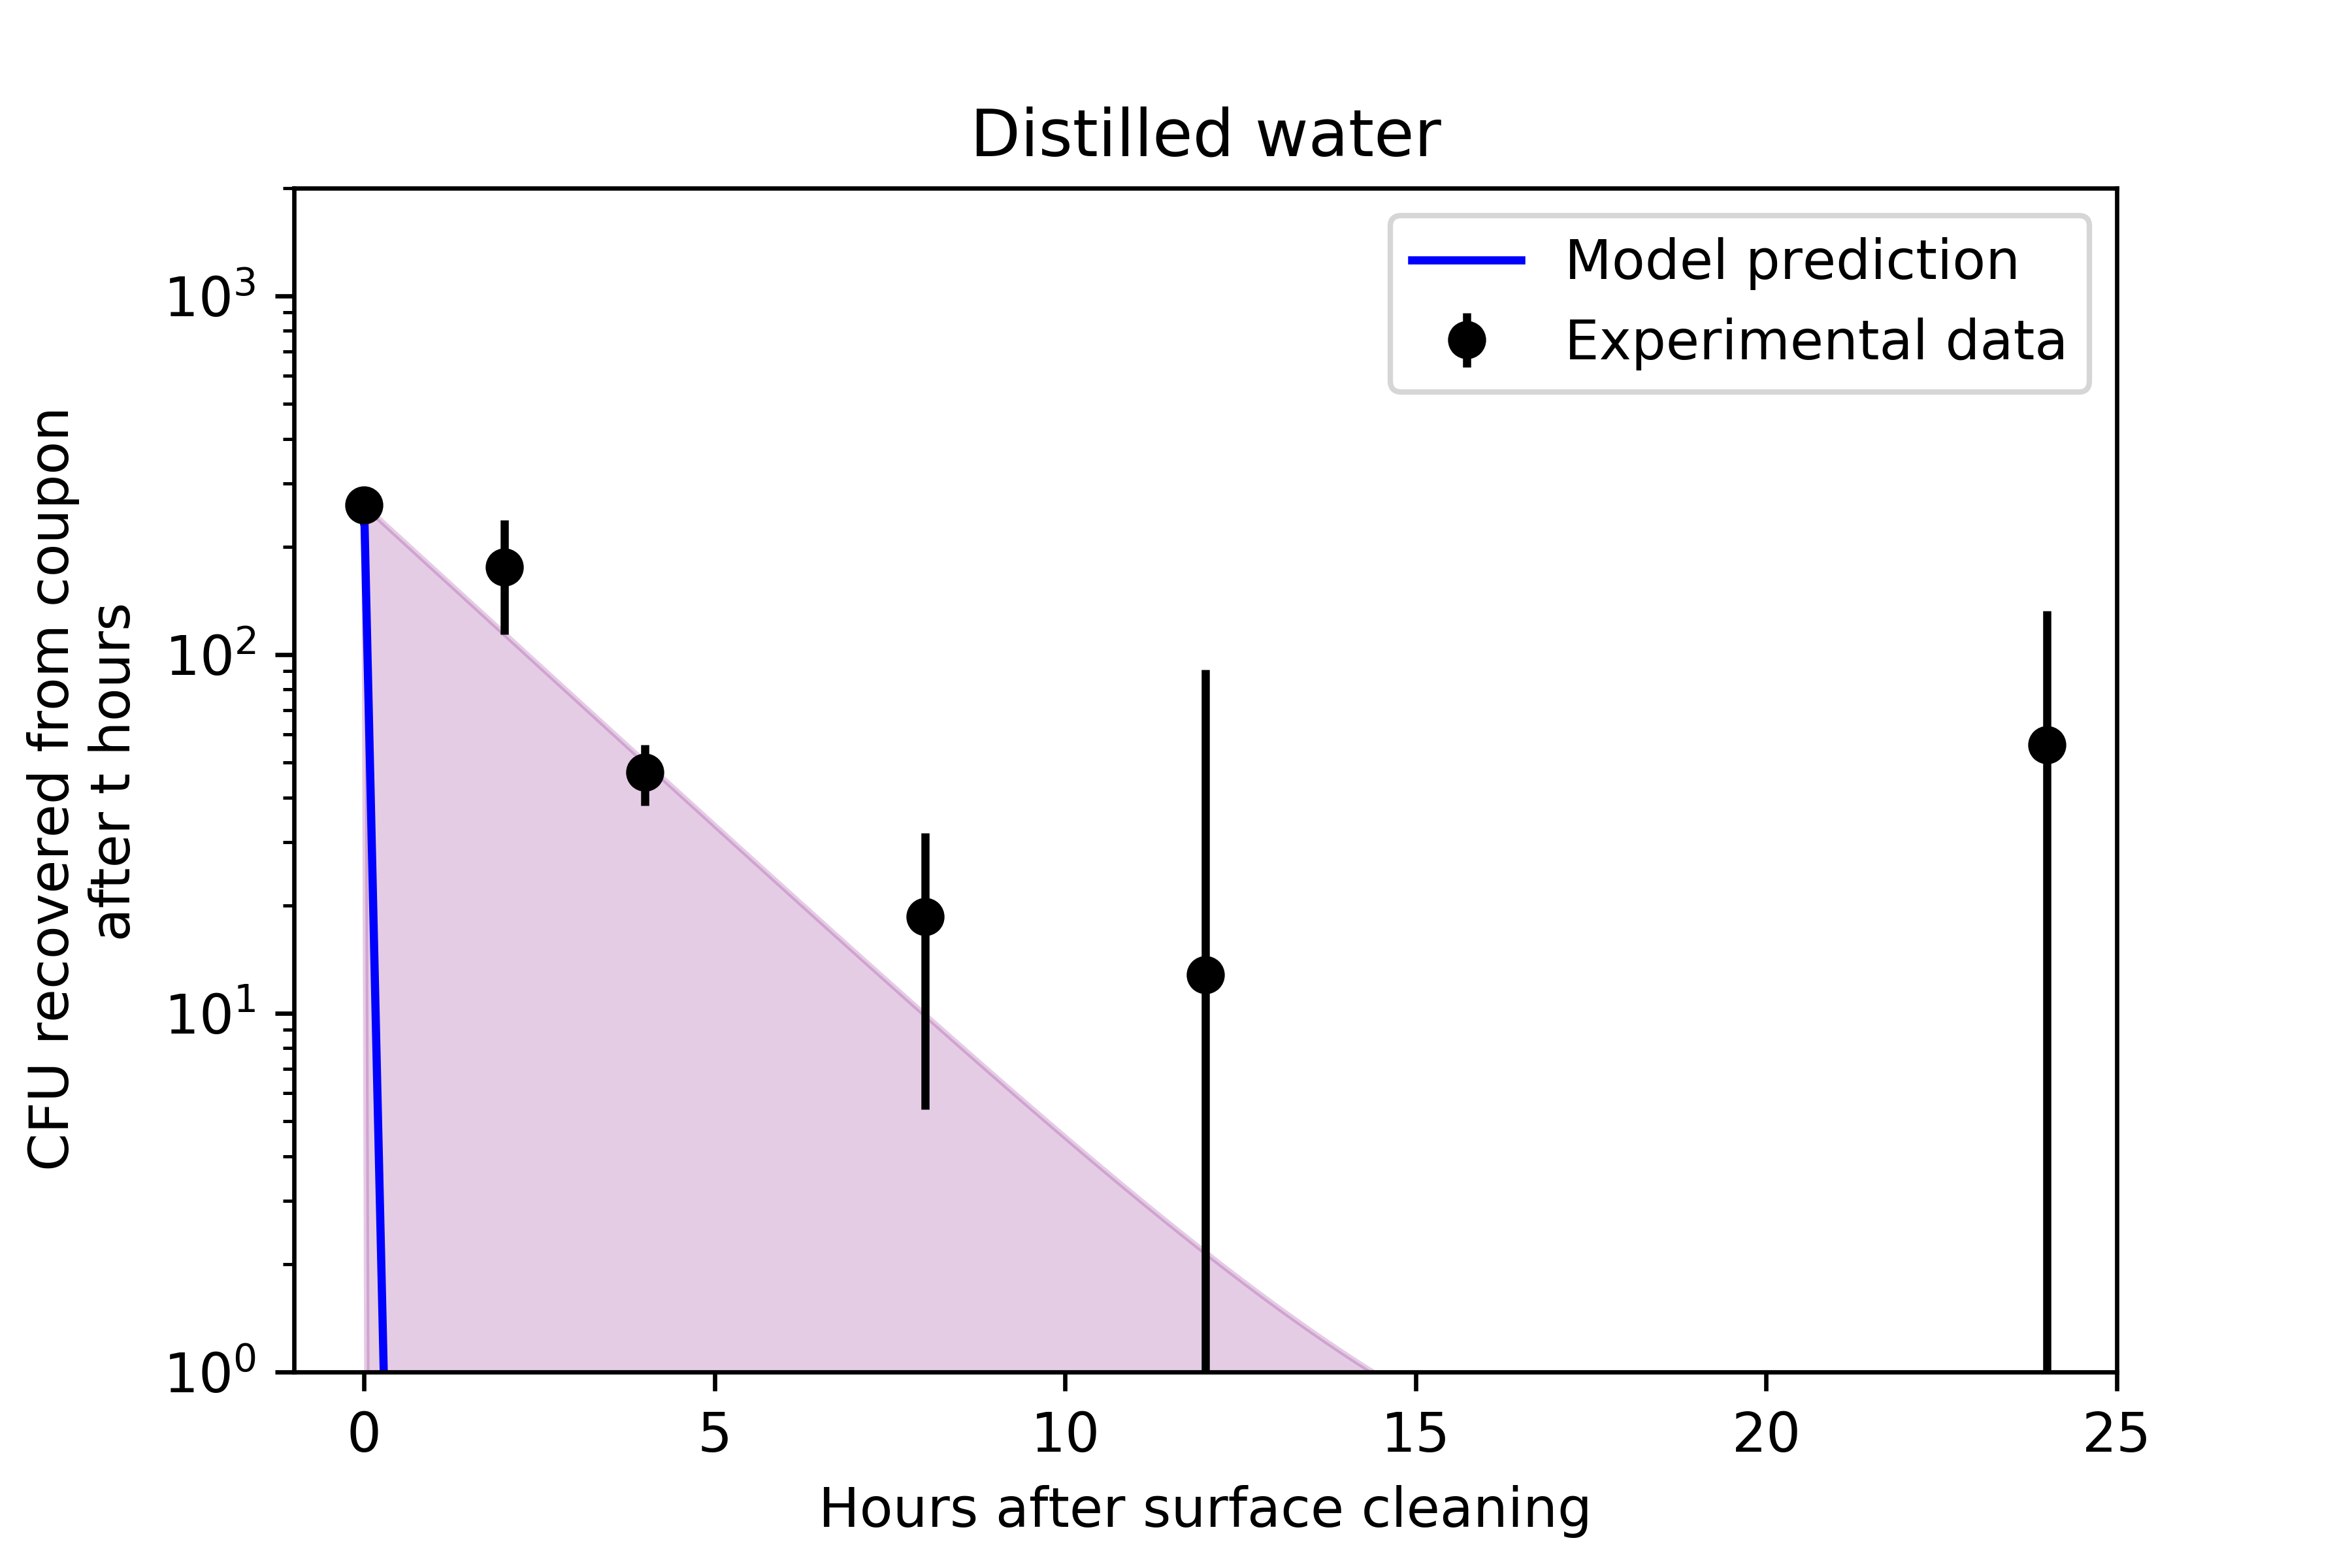 Distilled water
Model prediction
Experimental data
CFU recovered from coupon
after t hours
10³
10²
10¹
10⁰
0 5 10 15 20 25
Hours after surface cleaning